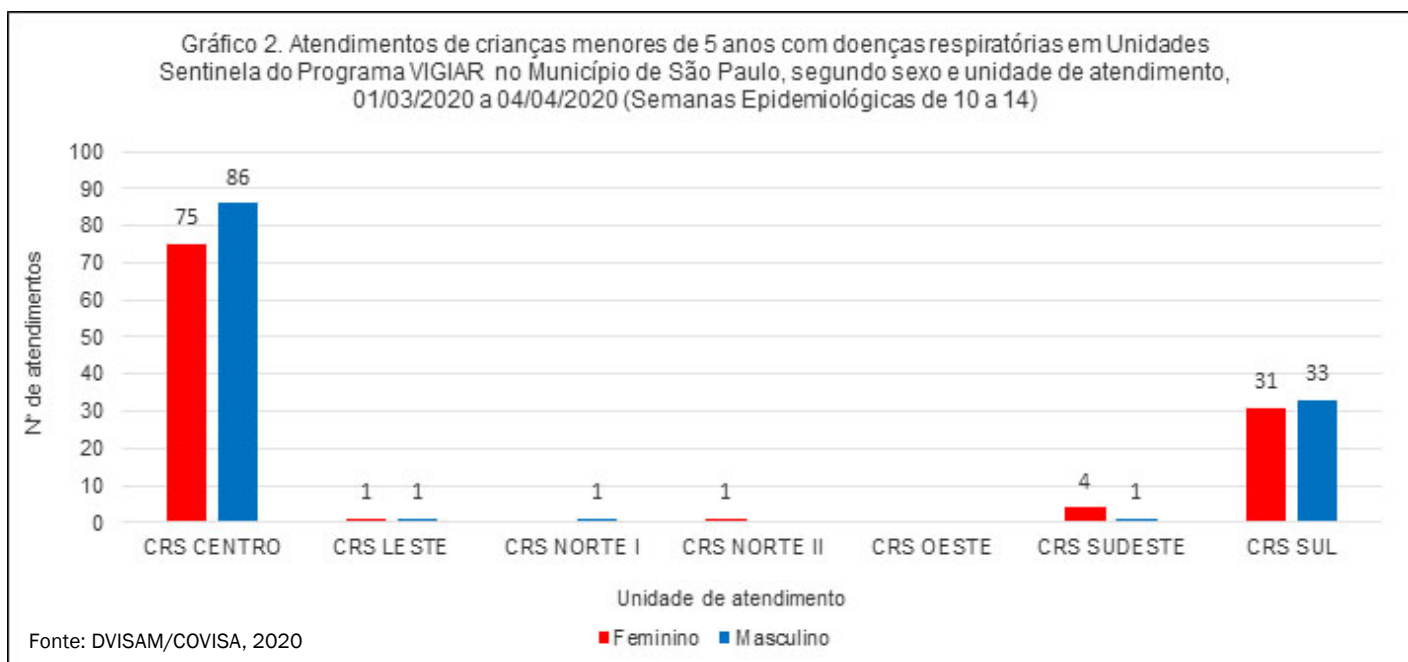 Gráfico 2. Atendimentos de crianças menores de 5 anos com doenças respiratórias em Unidades
Sentinela do Programa VIGIAR no Município de São Paulo, segundo sexo e unidade de atendimento,
01/03/2020 a 04/04/2020 (Semanas Epidemiológicas de 10 a 14)
N° de atendimentos
100
90
80
70
60
50
40
30
20
10
0
75
86
1
1
1
1
4
1
31
33
CRS CENTRO
CRS LESTE
CRS NORTE I
CRS NORTE II
CRS OESTE
CRS SUDESTE
CRS SUL
Unidade de atendimento
Feminino
Masculino
Fonte: DVISAM/COVISA, 2020